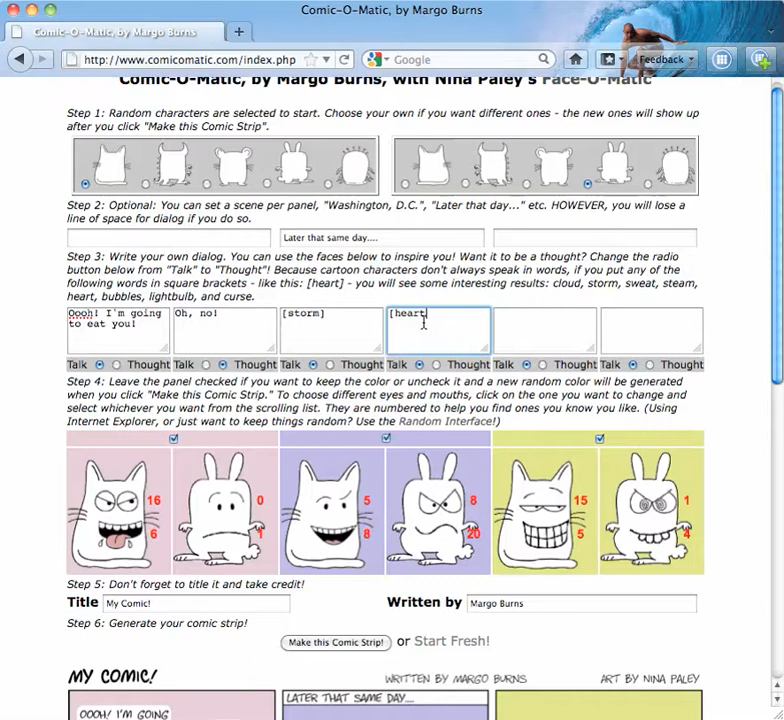 Comic-O-Matic, by Margo Burns
Comic-O-Matic, by Margo Burns
http://www.comicomatic.com/index.php
Google
Feedback
Comic-O-Matic, by Margo Burns, with Nina Paley's Face-O-Matic
Step 1: Random characters are selected to start. Choose your own if you want different ones - the new ones will show up
after you click "Make this Comic Strip".
Step 2: Optional: You can set a scene per panel, "Washington, D.C.", "Later that day..." etc. HOWEVER, you will lose a
line of space for dialog if you do so.
Later that same day....
Step 3: Write your own dialog. You can use the faces below to inspire you! Want it to be a thought? Change the radio
button below from "Talk" to "Thought"! Because cartoon characters don't always speak in words, if you put any of the
following words in square brackets - like this: [heart] - you will see some interesting results: cloud, storm, sweat, steam,
heart, bubbles, lightbulb, and curse.
Oooh! I'm going
to eat you!
Oh, no!
[storm]
[heart
Talk Thought Talk Thought Talk Thought Talk Thought Talk Thought Talk Thought
Step 4: Leave the panel checked if you want to keep the color or uncheck it and a new random color will be generated
when you click "Make this Comic Strip." To choose different eyes and mouths, click on the one you want to change and
select whichever you want from the scrolling list. They are numbered to help you find ones you know you like. (Using
Internet Explorer, or just want to keep things random? Use the Random Interface!)
16 0 5 8 15 1
6 1 8 20 5 4
Step 5: Don't forget to title it and take credit!
Title My Comic! Written by Margo Burns
Step 6: Generate your comic strip!
Make this Comic Strip! or Start Fresh!
MY COMIC! WRITTEN BY MARGO BURNS ART BY NINA PALEY
LATER THAT SAME DAY....
OOOH! I'M GOING